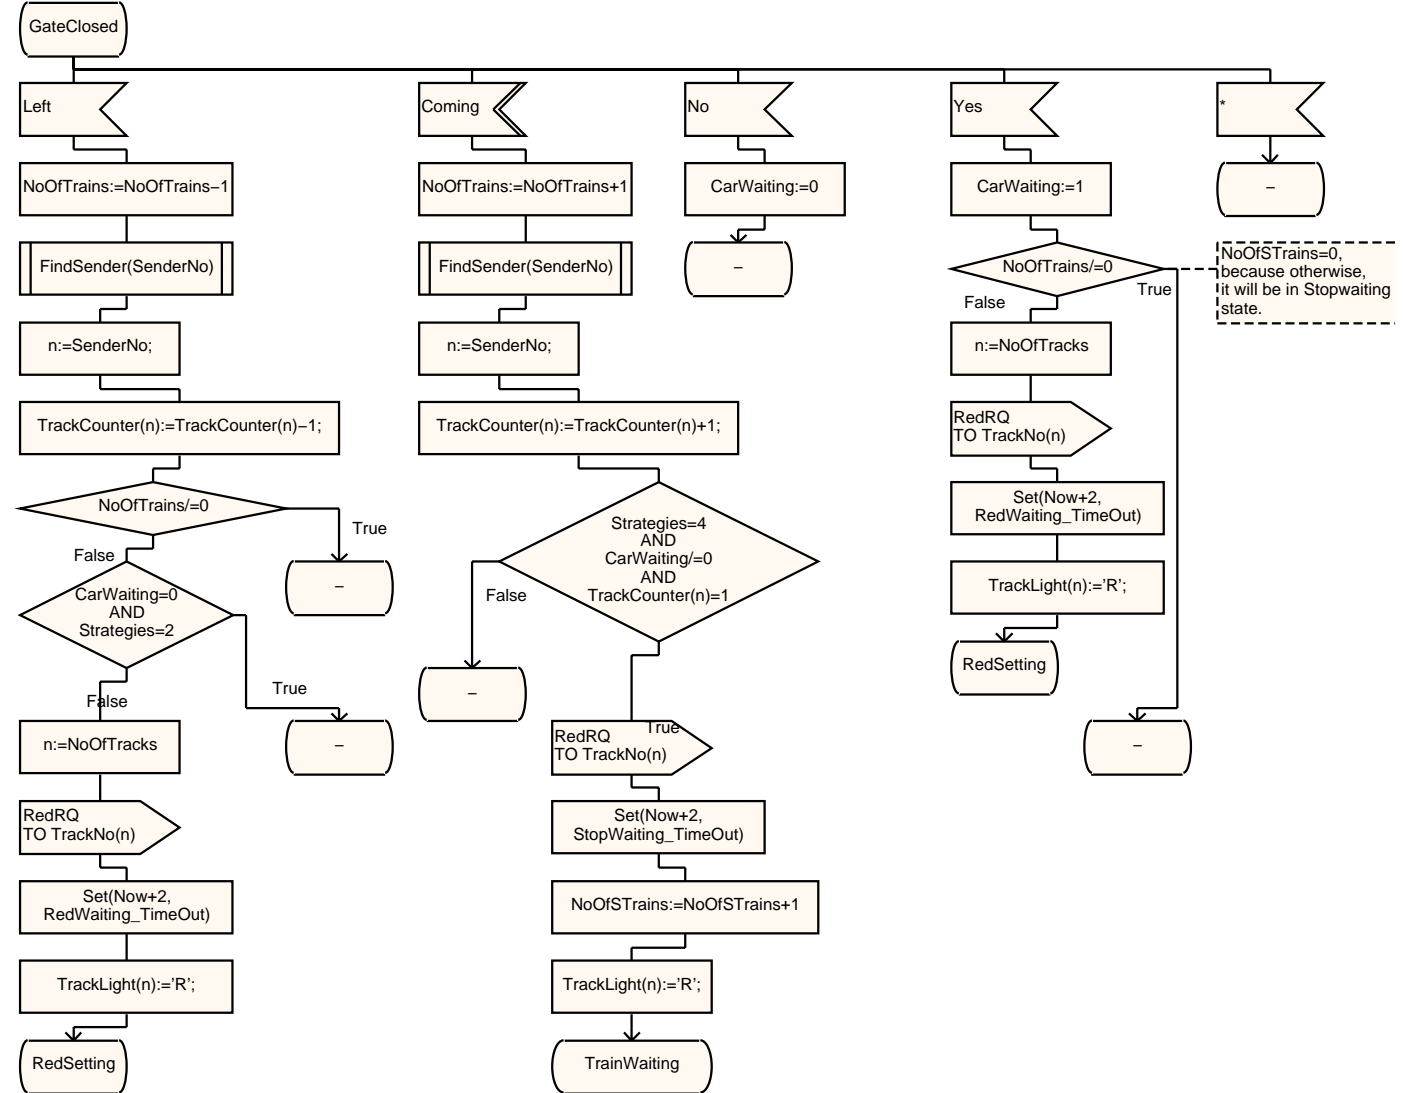 GateClosed
Left
Coming
No
Yes
*
NoOfTrains:=NoOfTrains−1
NoOfTrains:=NoOfTrains+1
CarWaiting:=0
CarWaiting:=1
−
FindSender(SenderNo)
FindSender(SenderNo)
−
NoOfTrains/=0
NoOfSTrains=0,
because otherwise,
it will be in Stopwaiting
state.
True
False
n:=SenderNo;
n:=SenderNo;
n:=NoOfTracks
TrackCounter(n):=TrackCounter(n)−1;
TrackCounter(n):=TrackCounter(n)+1;
RedRQ
TO TrackNo(n)
NoOfTrains/=0
True
False
−
Strategies=4
AND
CarWaiting/=0
AND
TrackCounter(n)=1
False
Set(Now+2,
RedWaiting_TimeOut)
TrackLight(n):='R';
RedSetting
CarWaiting=0
AND
Strategies=2
True
False
−
−
True
−
n:=NoOfTracks
RedRQ
TO TrackNo(n)
RedRQ
TO TrackNo(n)
Set(Now+2,
StopWaiting_TimeOut)
Set(Now+2,
RedWaiting_TimeOut)
NoOfSTrains:=NoOfSTrains+1
TrackLight(n):='R';
TrackLight(n):='R';
RedSetting
TrainWaiting